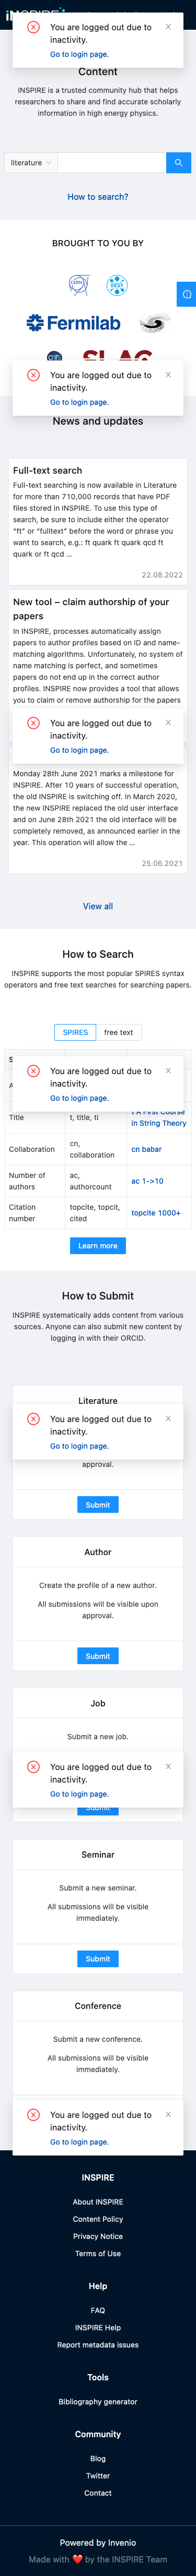 You are logged out due to
inactivity.
Go to login page.
Content
INSPIRE is a trusted community hub that helps
researchers to share and find accurate scholarly
information in high energy physics.
literature
How to search?
BROUGHT TO YOU BY
CERN
DESY
Fermilab
You are logged out due to
inactivity.
Go to login page.
News and updates
Full-text search
Full-text searching is now available in Literature
for more than 710,000 records that have PDF
files stored in INSPIRE. To use this type of
search, be sure to include either the operator
"ft" or "fulltext" before the word or phrase you
want to search, e.g.: ft quark ft quark qcd ft
quark or ft qcd ...
22.08.2022
New tool – claim authorship of your
papers
In INSPIRE, processes automatically assign
papers to author profiles based on ID and name-
matching algorithms. Unfortunately, no system of
name matching is perfect, and sometimes
papers do not end up in the correct author
profiles. INSPIRE now provides a tool that allows
you to claim or remove authorship for the papers
You are logged out due to
inactivity.
Go to login page.
Monday 28th June 2021 marks a milestone for
INSPIRE. After 10 years of successful operation,
the old INSPIRE is switching off. In March 2020,
the new INSPIRE replaced the old user interface
and on June 28th 2021 the old interface will be
completely removed, as announced earlier in the
year. This operation will allow the ...
25.06.2021
View all
How to Search
INSPIRE supports the most popular SPIRES syntax
operators and free text searches for searching papers.
SPIRES free text
You are logged out due to
inactivity.
Go to login page.
Title t, title, ti t A First Course
in String Theory
Collaboration cn,
collaboration cn babar
Number of
authors ac,
authorcount ac 1->10
Citation
number topcite, topcit,
cited topcite 1000+
Learn more
How to Submit
INSPIRE systematically adds content from various
sources. Anyone can also submit new content by
logging in with their ORCID.
Literature
You are logged out due to
inactivity.
Go to login page.
approval.
Submit
Author
Create profile of a new author.
All submissions will be visible upon
approval.
Submit
Job
Submit a new job.
You are logged out due to
inactivity.
Go to login page.
Submit
Seminar
Submit a new seminar.
All submissions will be visible
immediately.
Submit
Conference
Submit a new conference.
All submissions will be visible
immediately.
You are logged out due to
inactivity.
Go to login page.
INSPIRE
About INSPIRE
Content Policy
Privacy Notice
Terms of Use
Help
FAQ
INSPIRE Help
Report metadata issues
Tools
Bibliography generator
Community
Blog
Twitter
Contact
Powered by Invenio
Made with ❤️ by the INSPIRE Team